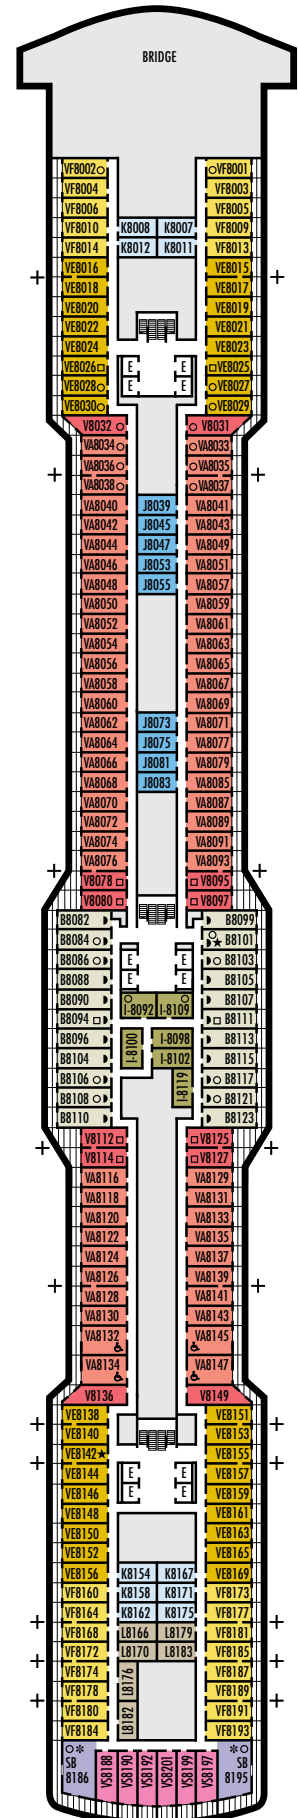 BRIDGE
VF8002 VF8001
VF8004 VF8003
VF8006 VF8005
VF8010 K8008 K8007 VF8009
VF8014 K8012 K8011 VF8013
VE8016 VE8015
VE8018 VE8017
VE8020 VE8019
VE8022 VE8021
VE8024 VE8023
VE8026 E E VE8025
VE8028 E E VE8027
VE8030 VE8029
V8032 V8031
VA8034 VA8033
VA8036 VA8035
VA8038 VA8037
VA8040 J8039 VA8041
VA8042 J8045 VA8043
VA8044 J8047 VA8049
VA8046 J8053 VA8051
VA8048 J8055 VA8057
VA8050 VA8059
VA8052 VA8061
VA8054 VA8063
VA8056 VA8065
VA8058 VA8067
VA8060 VA8069
VA8062 J8073 VA8071
VA8064 J8075 VA8077
VA8066 J8081 VA8079
VA8068 J8083 VA8085
VA8070 VA8087
VA8072 VA8089
VA8074 VA8091
VA8076 VA8093
V8078 V8095
V8080 V8097
B8082 B8099
B8084 B8101
B8086 E E B8103
B8088 E E B8105
B8090 I-8092 I-8109 B8107
B8094 B8111
B8096 I-8100 I-8098 B8113
B8104 I-8102 B8115
B8106 I-8119 B8117
B8108 B8121
B8110 B8123
V8112 V8125
V8114 V8127
VA8116 VA8129
VA8118 VA8131
VA8120 VA8133
VA8122 VA8135
VA8124 VA8137
VA8126 VA8139
VA8128 VA8141
VA8130 VA8143
VA8132 VA8145
VA8134 VA8147
V8136 V8149
VE8138 VE8151
VE8140 VE8153
VE8142 VE8155
VE8144 E E VE8157
VE8146 E E VE8159
VE8148 VE8161
VE8150 VE8163
VE8152 VE8165
VE8156 K8154 K8167 VE8169
VF8160 K8158 K8171 VF8173
VF8164 K8162 K8175 VF8177
VF8168 L8166 L8179 VF8181
VF8172 L8170 L8183 VF8185
VF8174 L8176 VF8187
VF8178 VF8189
VF8180 L8182 VF8191
VF8184 VF8193
SB 8186 VS8188 VS8190 VS8192 VS8201 VS8199 VS8197 SB 8195